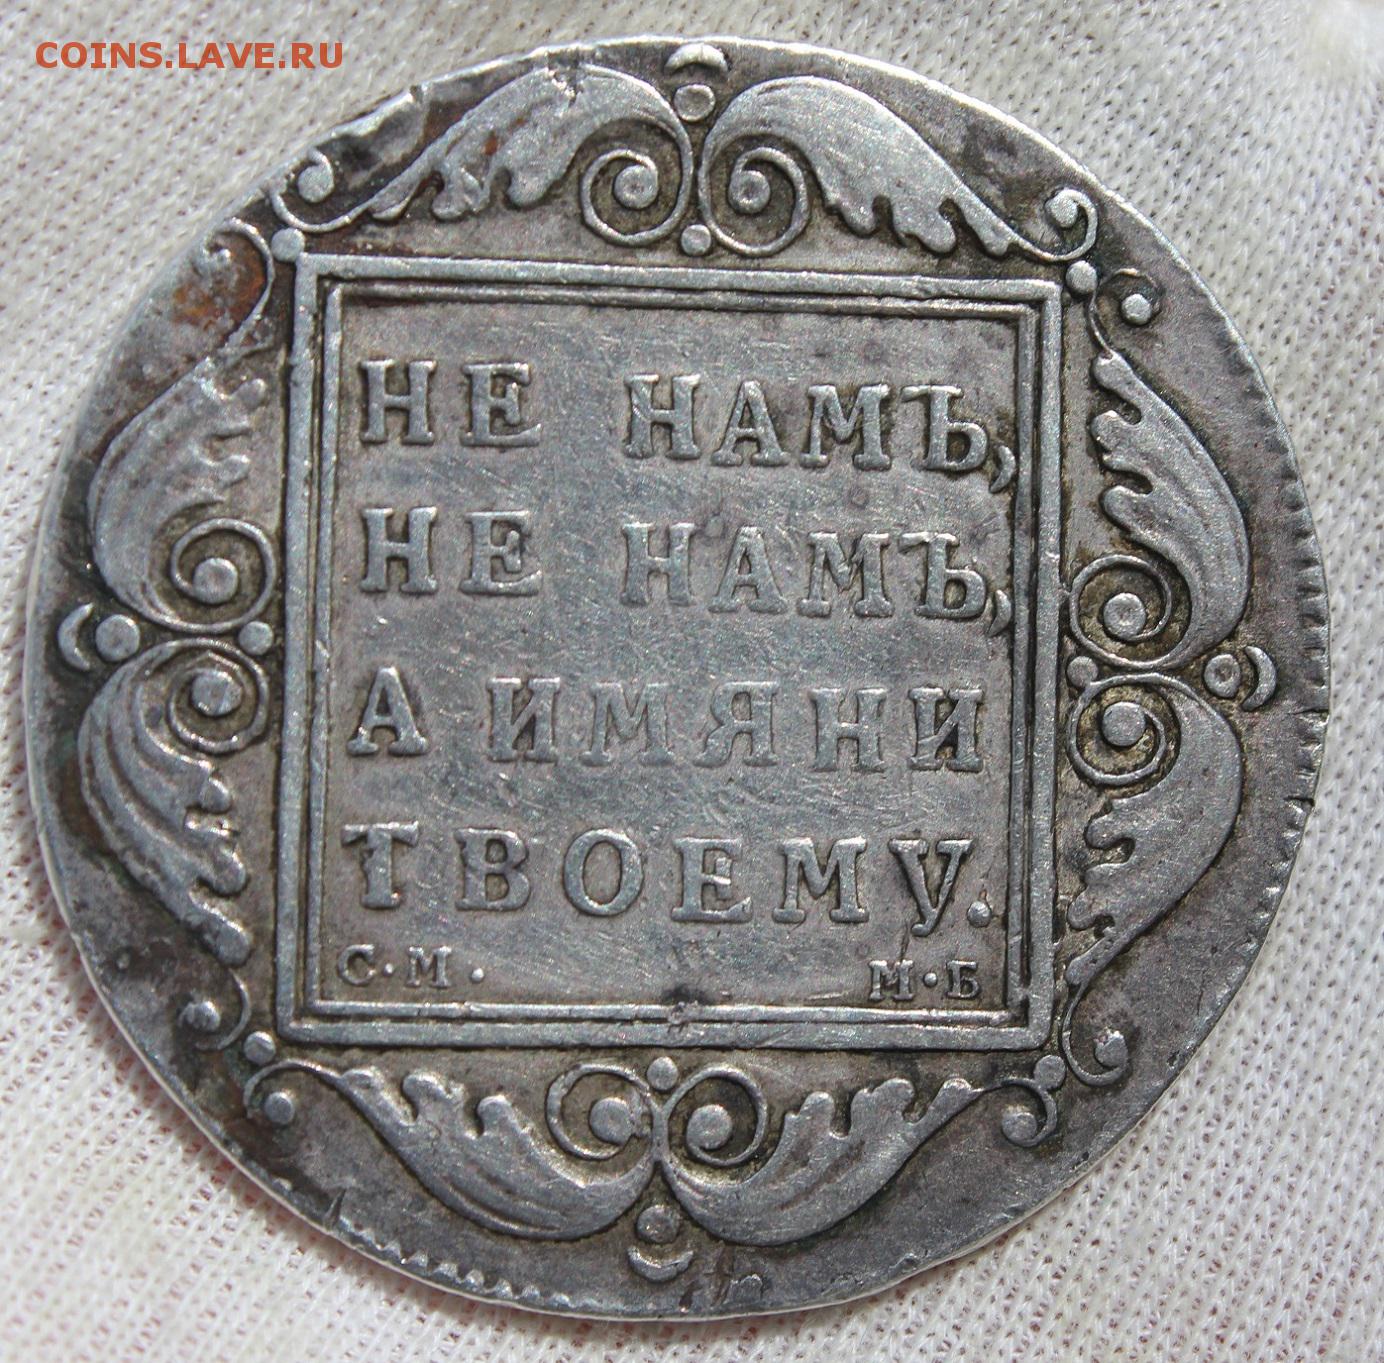 COINS.LAVE.RU
НЕ НАМЪ,
НЕ НАМЪ,
А ИМЯНИ
ТВОЕМУ.
С·М· М·Б